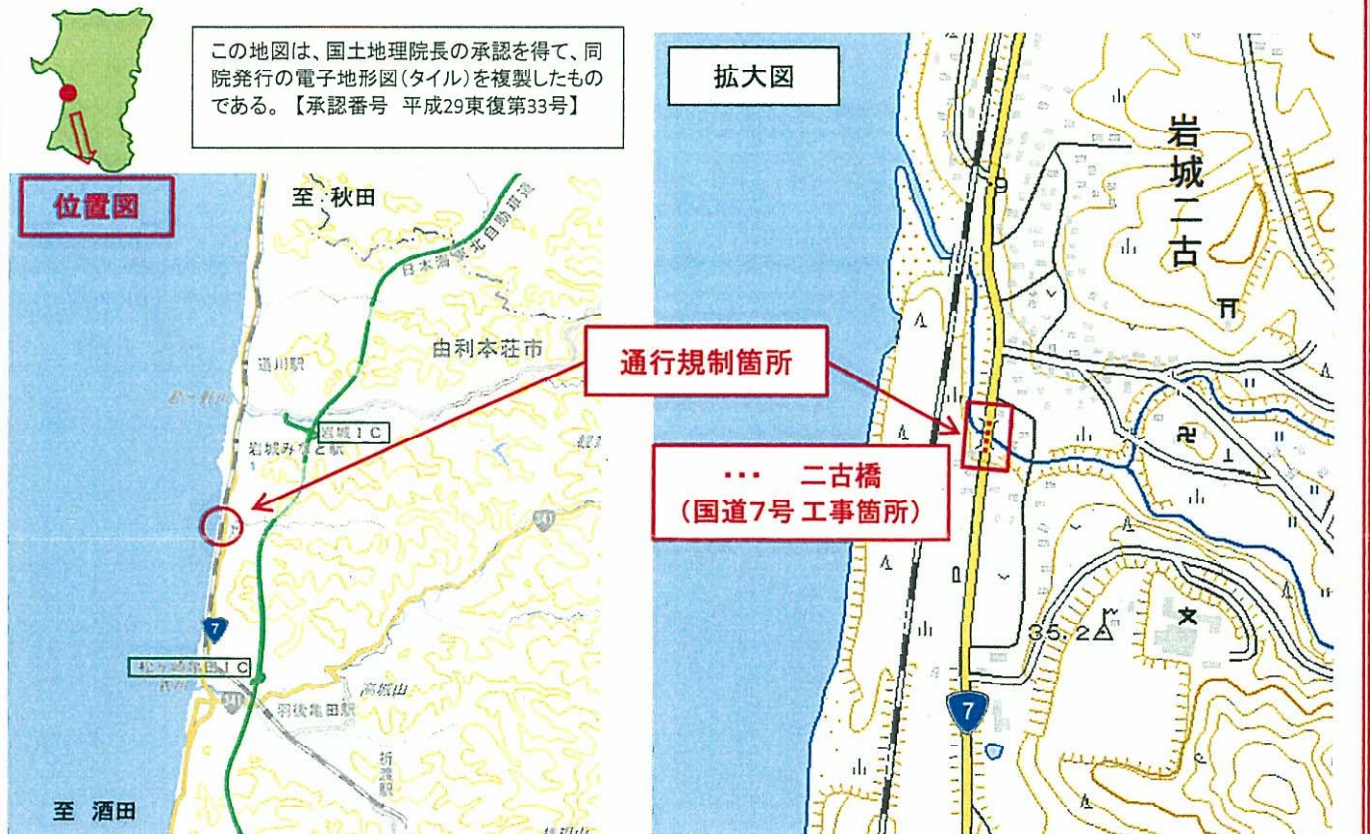 この地図は、国土地理院長の承認を得て、同
院発行の電子地形図(タイル)を複製したもの
である。【承認番号 平成29東復第33号】
位置図
至 秋田
日本海東北自動車道
由利本荘市
道川駅
岩城IC
岩城みなと駅
341
7
松ヶ崎亀田IC
衣川
341
高城山
羽後亀田駅
折渡駅
至 酒田
通行規制箇所
拡大図
岩城二古
9
・・・ 二古橋
(国道7号 工事箇所)
35.2
文
7